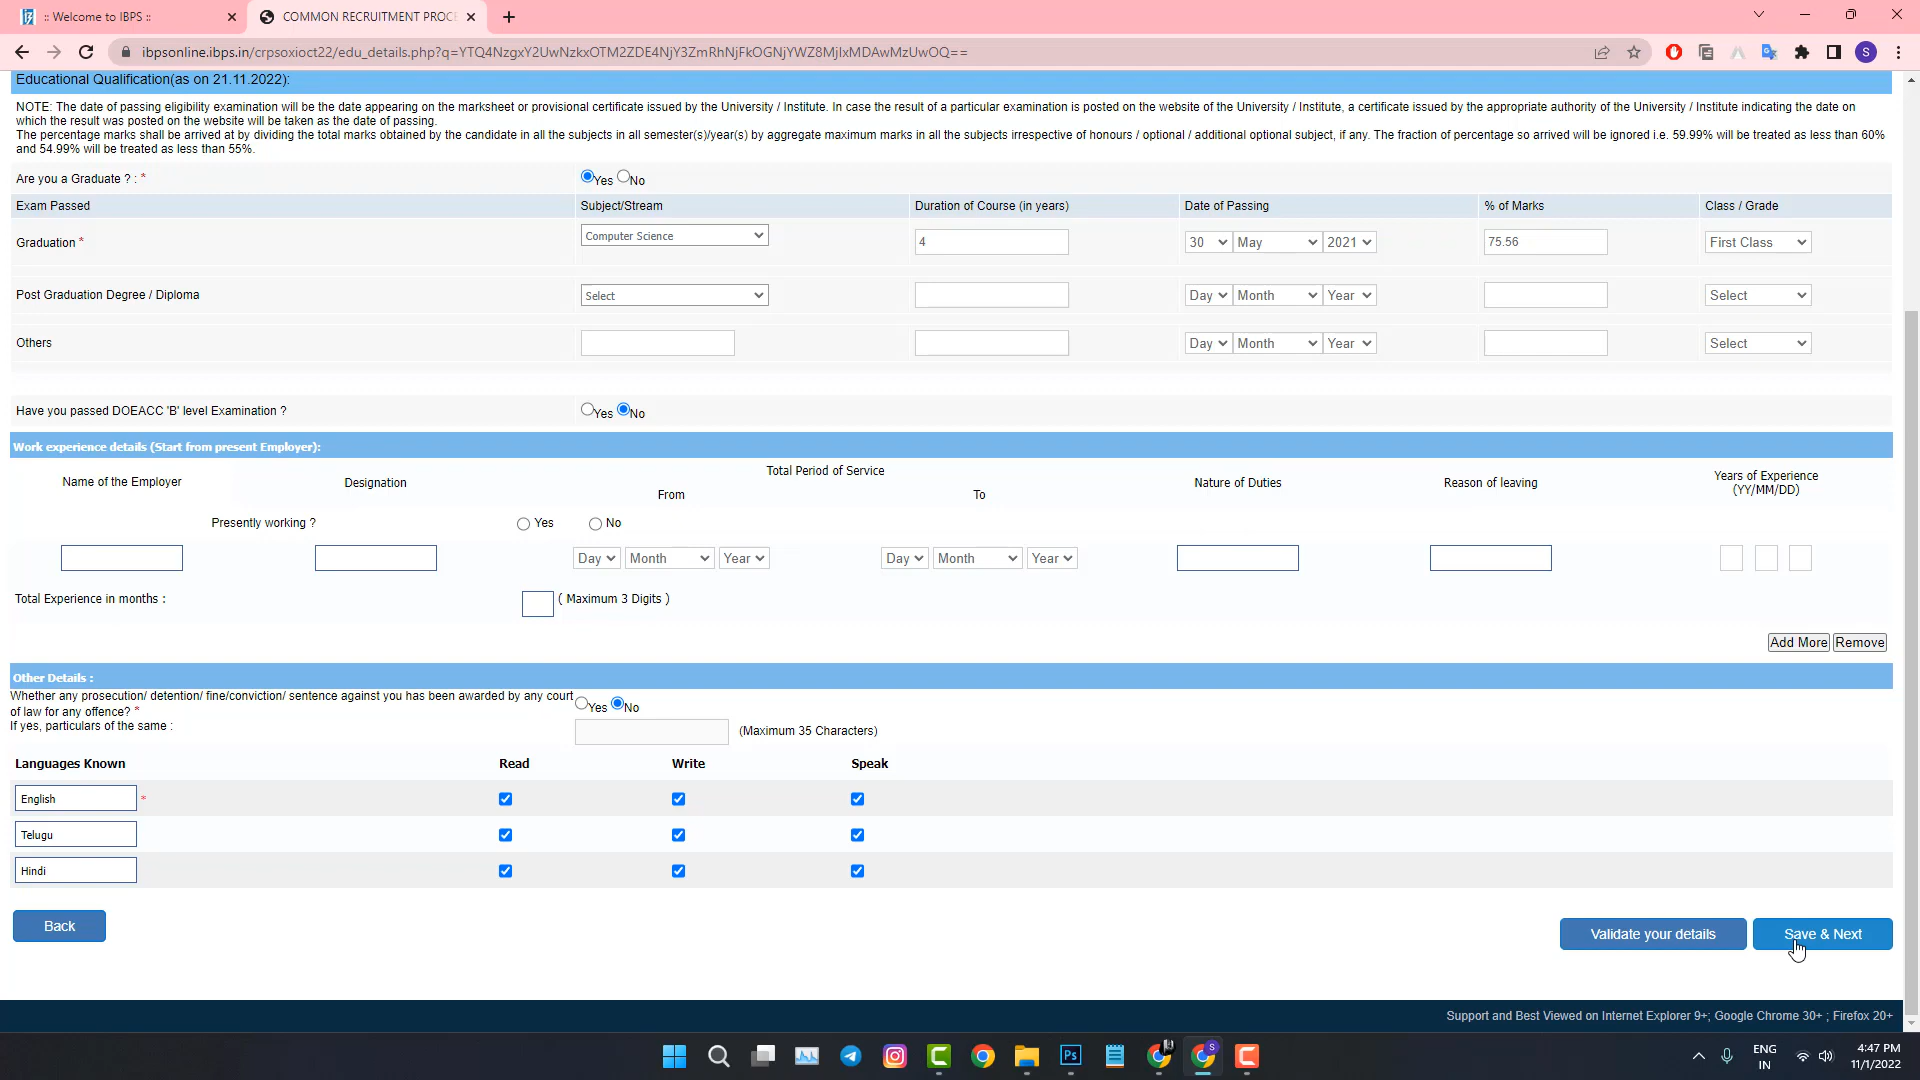 :: Welcome to IBPS ::
COMMON RECRUITMENT PROCE
ibpsonline.ibps.in/crpsoxioct22/edu_details.php?q=YTQ4NzgxY2UwNzkxOTM2ZDE4NjY3ZmRhNjFkOGNjYWZ8MjIxMDAwMzUwOQ==
S
Educational Qualification(as on 21.11.2022):
NOTE: The date of passing eligibility examination will be the date appearing on the marksheet or provisional certificate issued by the University / Institute. In case the result of a particular examination is posted on the website of the University / Institute, a certificate issued by the appropriate authority of the University / Institute indicating the date on
which the result was posted on the website will be taken as the date of passing.
The percentage marks shall be arrived at by dividing the total marks obtained by the candidate in all the subjects in all semester(s)/year(s) by aggregate maximum marks in all the subjects irrespective of honours / optional / additional optional subject, if any. The fraction of percentage so arrived will be ignored i.e. 59.99% will be treated as less than 60%
and 54.99% will be treated as less than 55%.
Are you a Graduate ? : * Yes No
Exam Passed Subject/Stream Duration of Course (in years) Date of Passing % of Marks Class / Grade
Graduation * Computer Science 4 30 May 2021 75.56 First Class
Post Graduation Degree / Diploma Select Day Month Year Select
Others Day Month Year Select
Have you passed DOEACC 'B' level Examination ? Yes No
Work experience details (Start from present Employer):
Name of the Employer Designation Total Period of Service Nature of Duties Reason of leaving Years of Experience
From To (YY/MM/DD)
Presently working ? Yes No
Day Month Year Day Month Year
Total Experience in months : ( Maximum 3 Digits )
Add More Remove
Other Details :
Whether any prosecution/ detention/ fine/conviction/ sentence against you has been awarded by any court
of law for any offence? * Yes No
If yes, particulars of the same : (Maximum 35 Characters)
Languages Known Read Write Speak
English *
Telugu
Hindi
Back Validate your details Save & Next
Support and Best Viewed on Internet Explorer 9+; Google Chrome 30+ ; Firefox 20+
Ps
ENG
IN
4:47 PM
11/1/2022